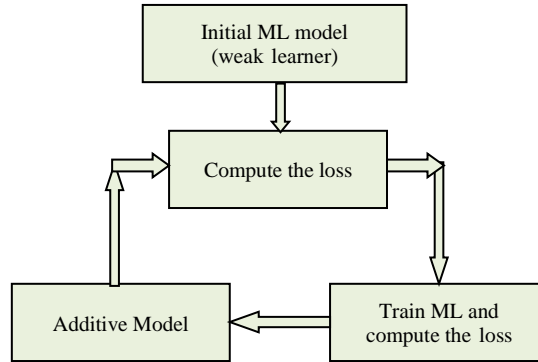 Initial ML model
(weak learner)
Compute the loss
Additive Model
Train ML and
compute the loss